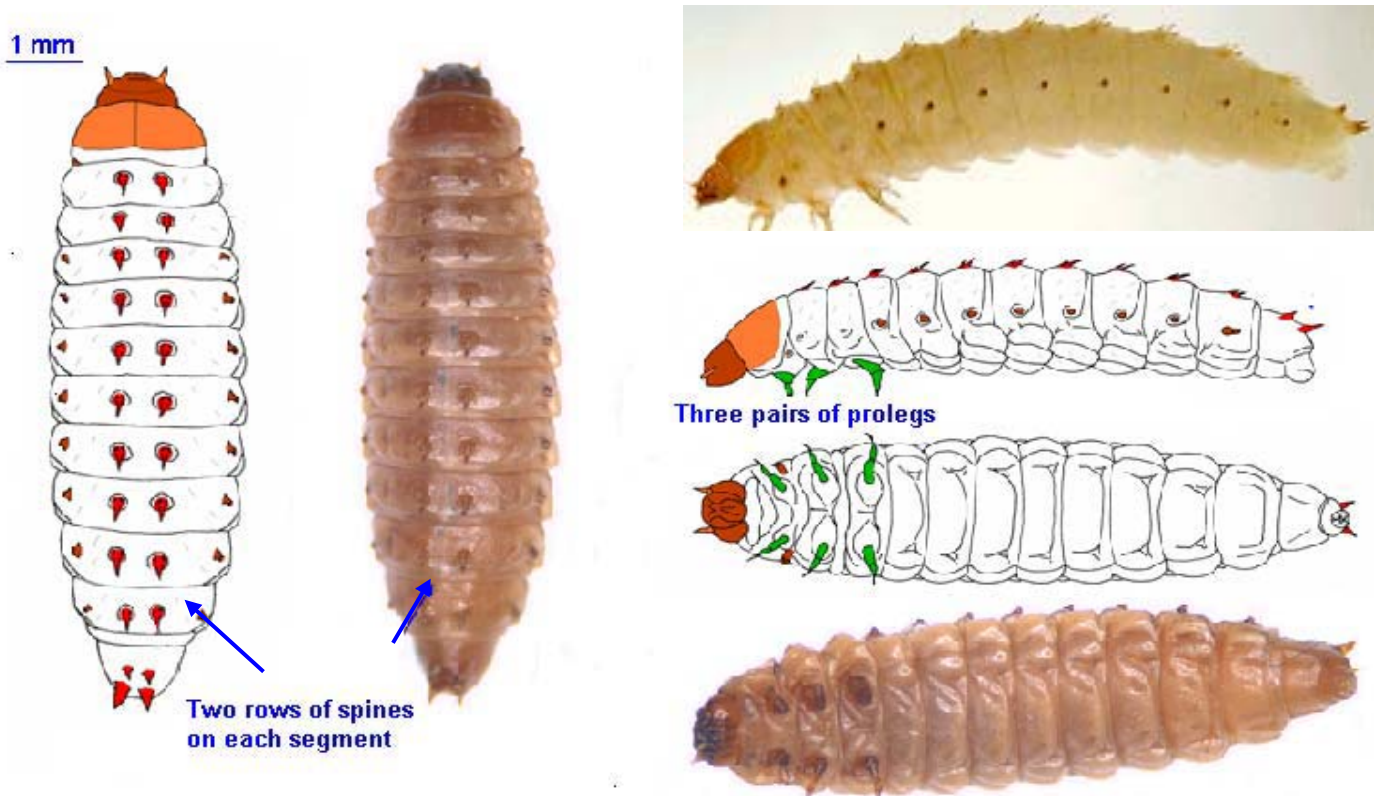 1 mm
Three pairs of prolegs
Two rows of spines
on each segment